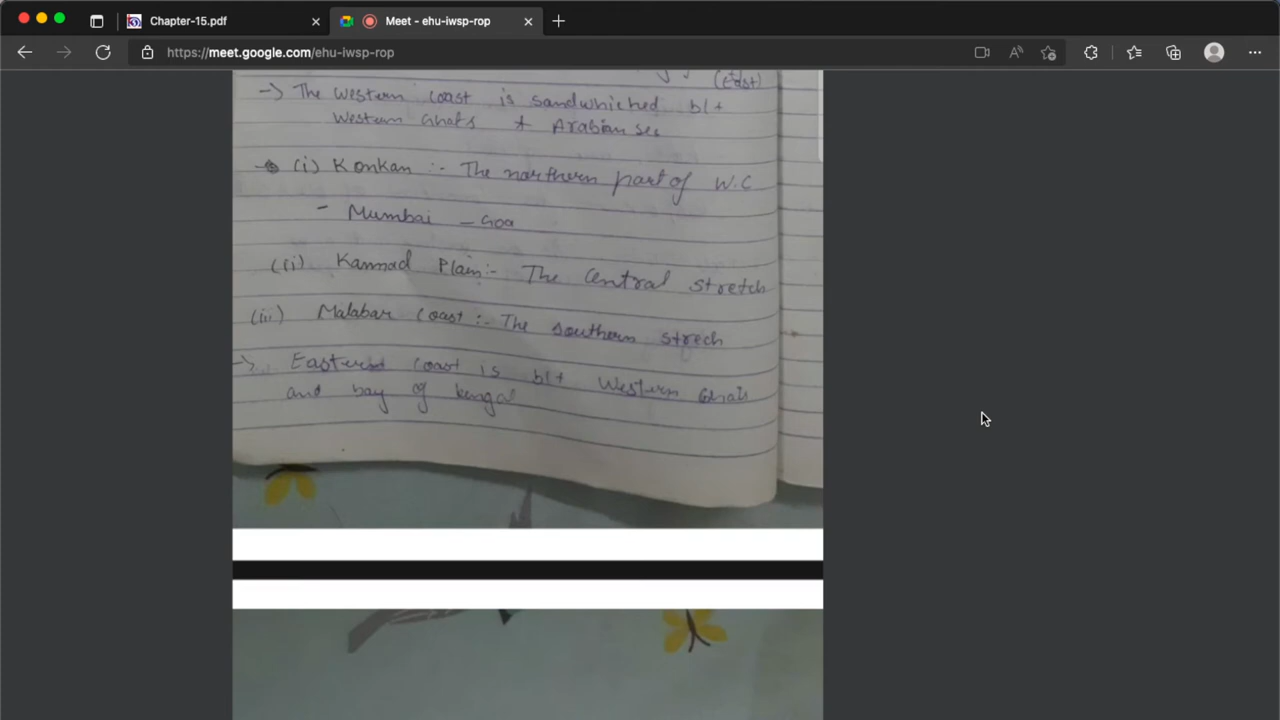 Chapter-15.pdf
Meet - ehu-iwsp-rop
https://meet.google.com/ehu-iwsp-rop
(East)
-> The western coast is sandwhiched b/t
western Ghats & Arabian Sea
(i) Konkan :- The northern part of W.C
- Mumbai - Goa
(ii) Kannad Plain:- The Central stretch
(iii) Malabar Coast :- The southern strech
-> Eastern coast is b/t Western Ghats
and bay of bengal